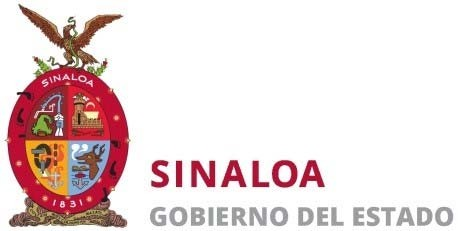 SINALOA
1831
SINALOA
GOBIERNO DEL ESTADO